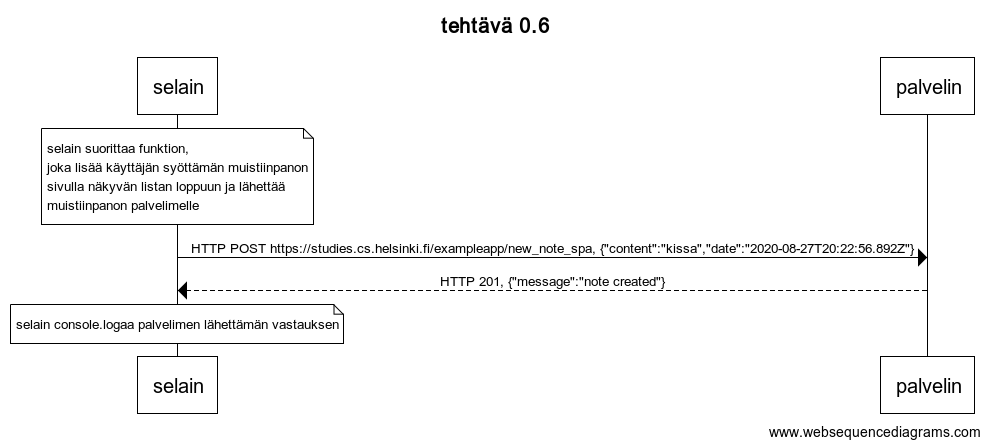 tehtävä 0.6
selain
palvelin
selain suorittaa funktion,
joka lisää käyttäjän syöttämän muistiinpanon
sivulla näkyvän listan loppuun ja lähettää
muistiinpanon palvelimelle
HTTP POST https://studies.cs.helsinki.fi/exampleapp/new_note_spa, {"content":"kissa","date":"2020-08-27T20:22:56.892Z"}
HTTP 201, {"message":"note created"}
selain console.logaa palvelimen lähettämän vastauksen
selain
palvelin
www.websequencediagrams.com